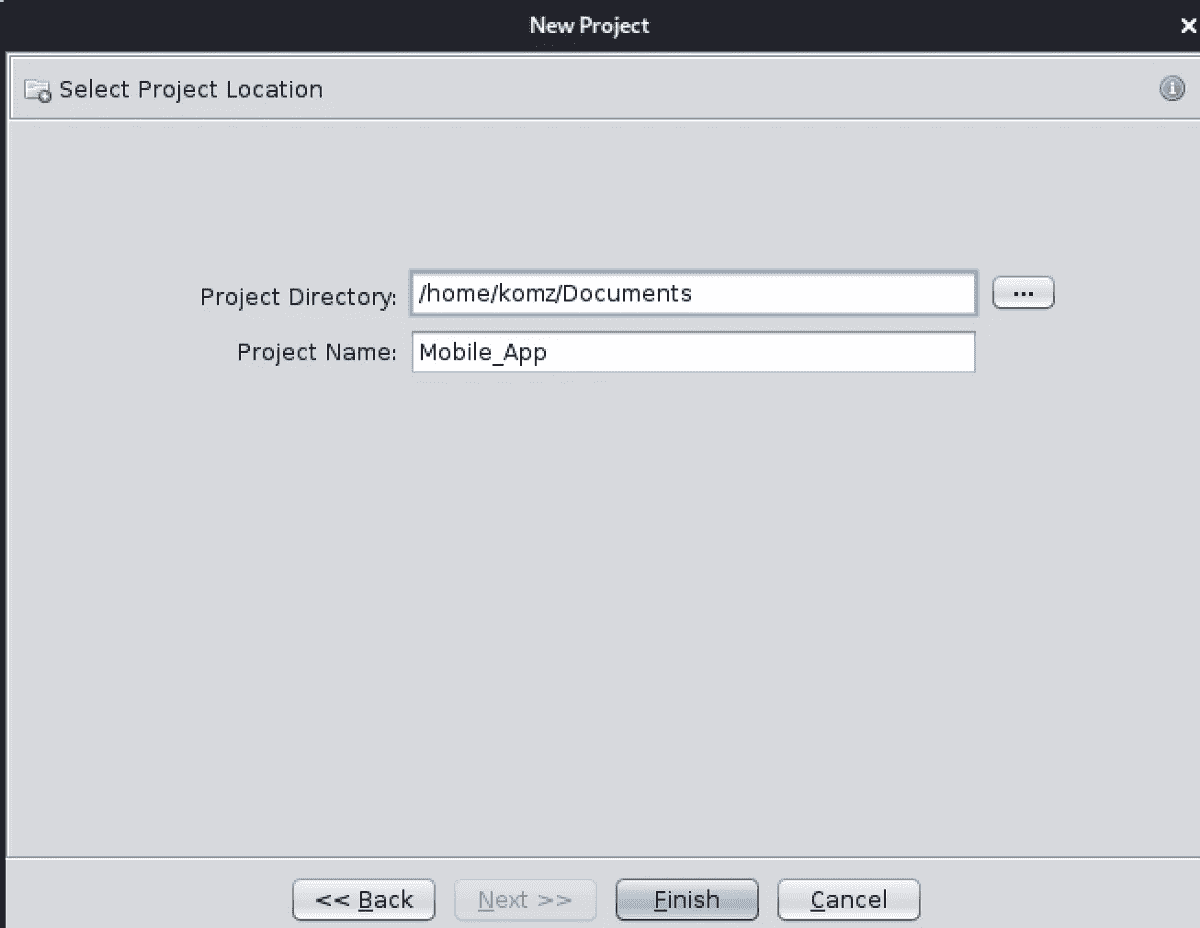 New Project
Select Project Location
Project Directory: /home/komz/Documents ...
Project Name: Mobile_App
<< Back Next >> Finish Cancel